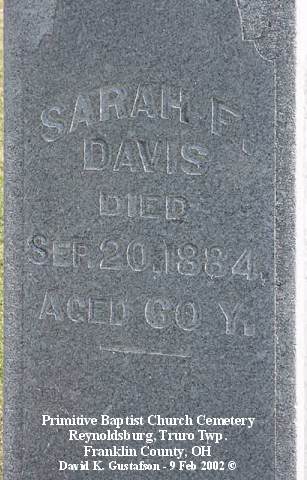 SARAH F.
DAVIS
DIED
SEP. 20, 1884.
AGED 60 Y.
Primitive Baptist Church Cemetery
Reynoldsburg, Truro Twp.
Franklin County, OH
David K. Gustafson - 9 Feb 2002 ©